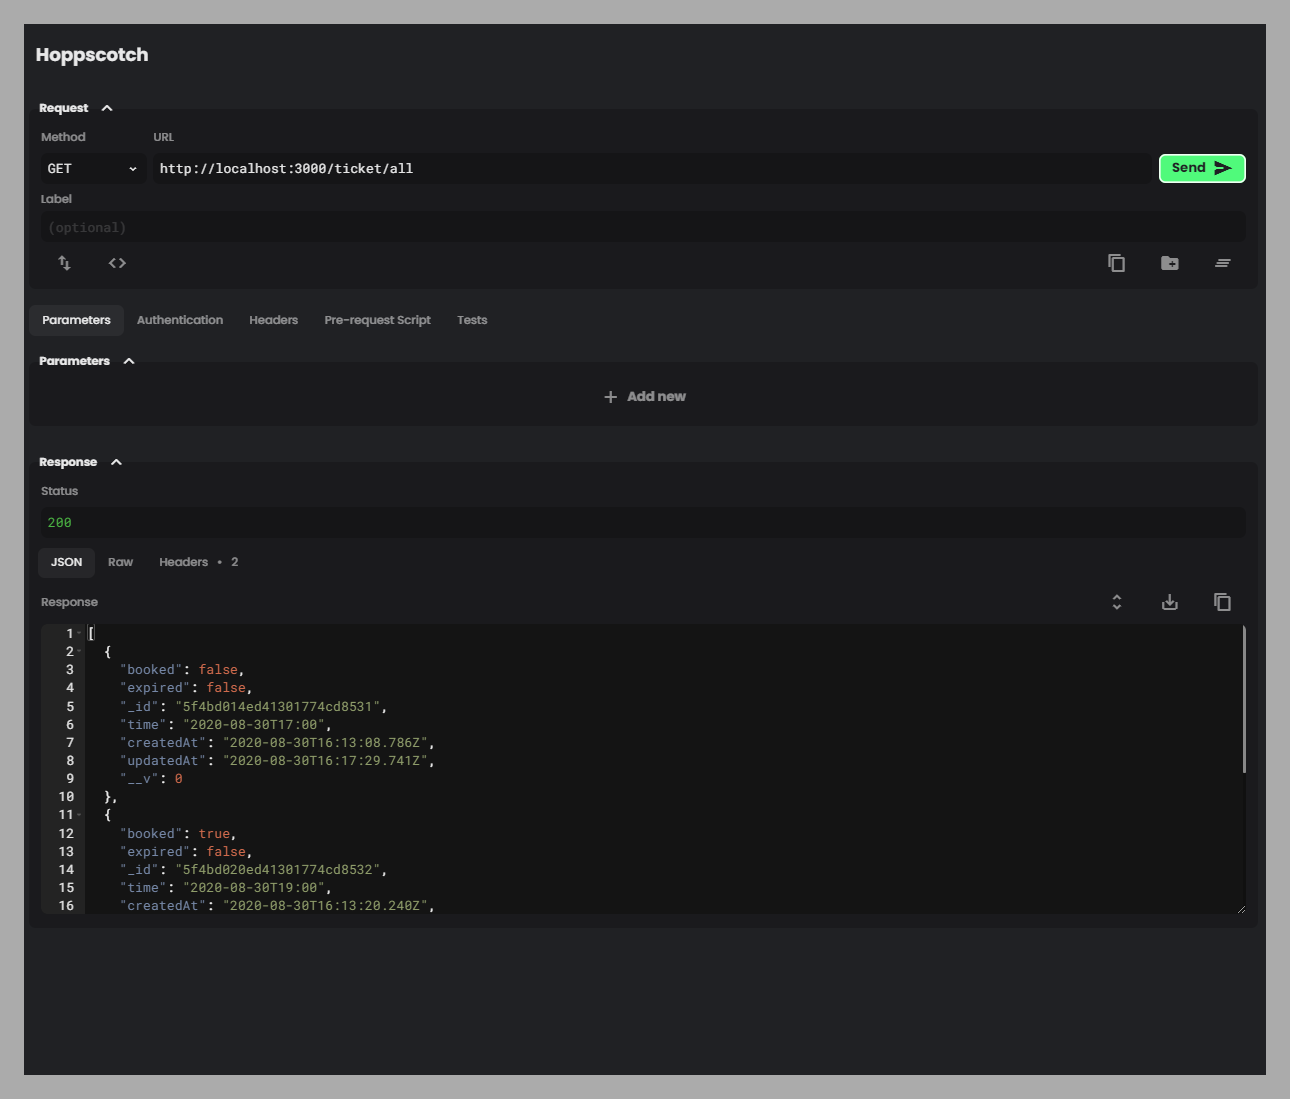 Hoppscotch
Request
Method URL
GET http://localhost:3000/ticket/all Send
Label
(optional)
Parameters Authentication Headers Pre-request Script Tests
Parameters
Add new
Response
Status
200
JSON Raw Headers • 2
Response
1 [
2 {
3 "booked": false,
4 "expired": false,
5 "_id": "5f4bd014ed41301774cd8531",
6 "time": "2020-08-30T17:00",
7 "createdAt": "2020-08-30T16:13:08.786Z",
8 "updatedAt": "2020-08-30T16:17:29.741Z",
9 "__v": 0
10 },
11 {
12 "booked": true,
13 "expired": false,
14 "_id": "5f4bd020ed41301774cd8532",
15 "time": "2020-08-30T19:00",
16 "createdAt": "2020-08-30T16:13:20.240Z",